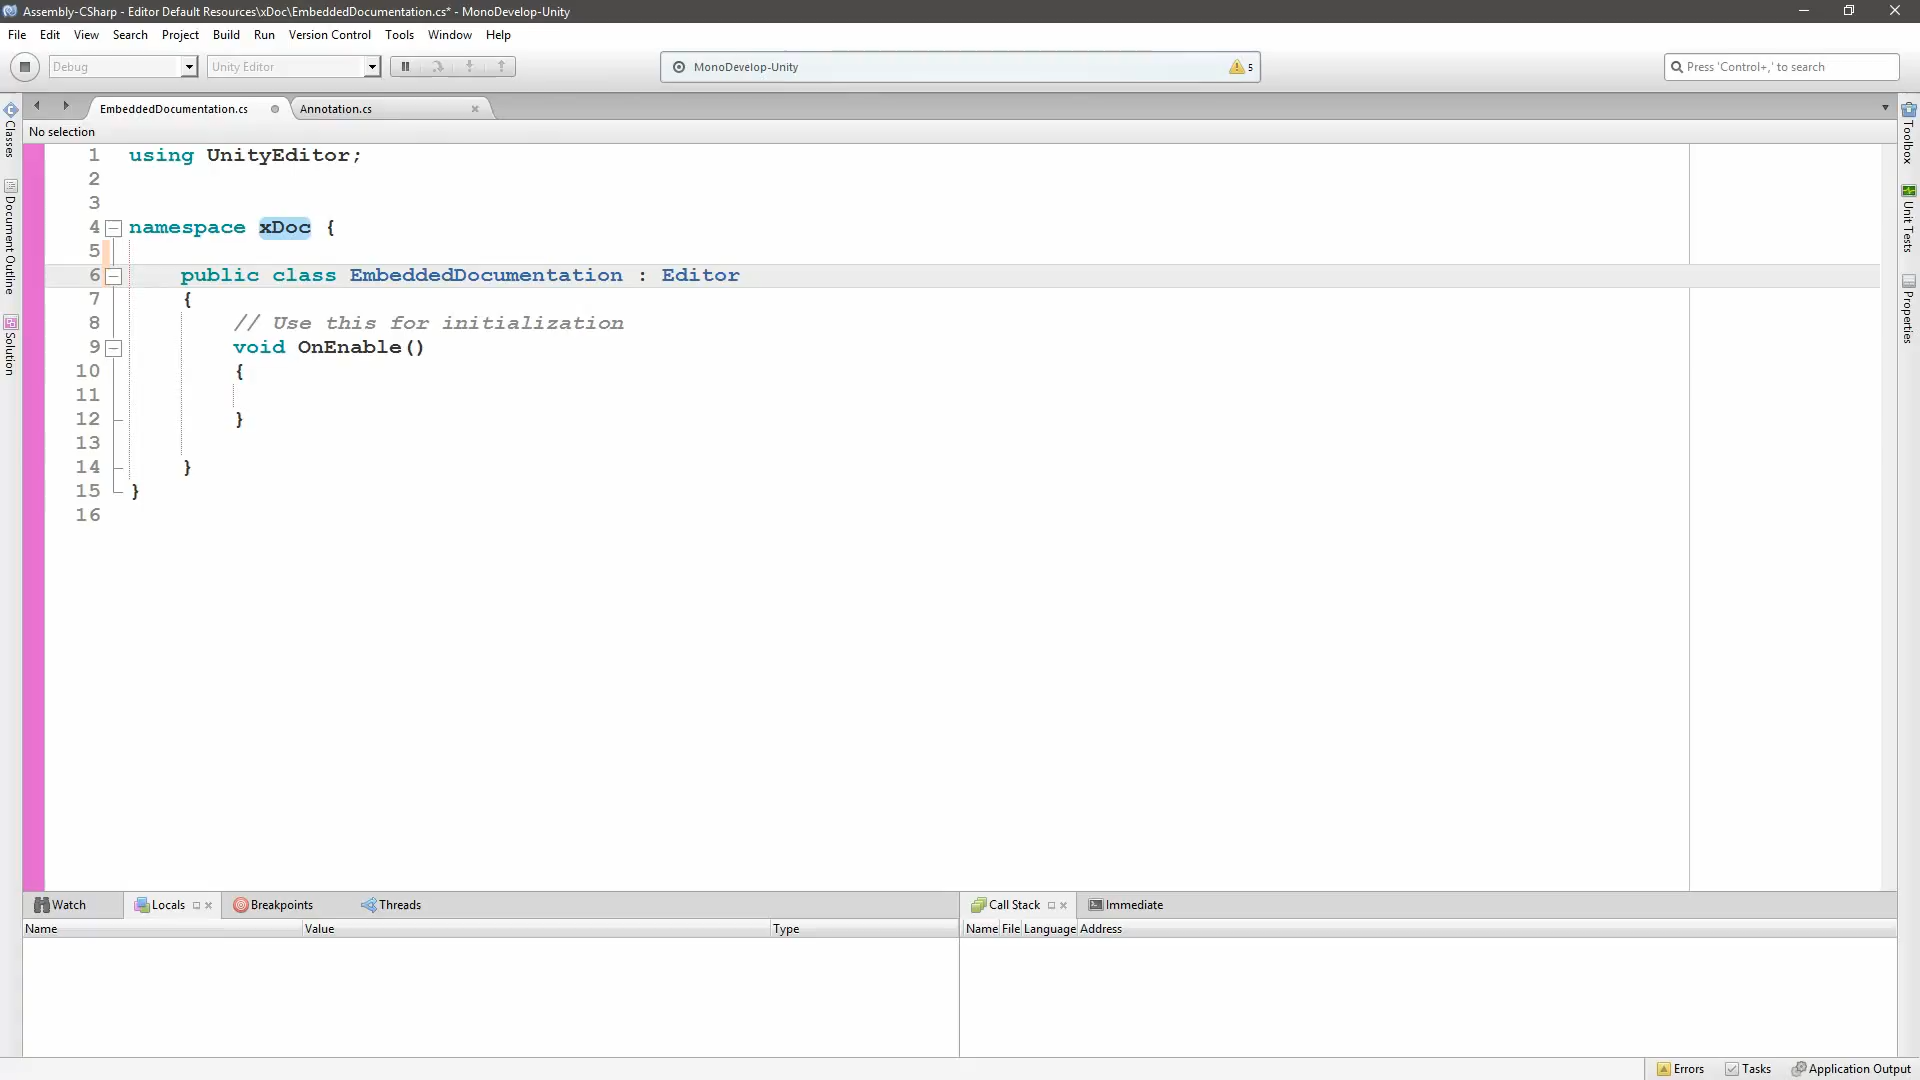 Assembly-CSharp - Editor Default Resources\xDoc\EmbeddedDocumentation.cs* - MonoDevelop-Unity
File Edit View Search Project Build Run Version Control Tools Window Help
Debug Unity Editor MonoDevelop-Unity 5 Press 'Control+,' to search
EmbeddedDocumentation.cs Annotation.cs
No selection
1 using UnityEditor;
2
3
4 namespace xDoc {
5
6 public class EmbeddedDocumentation : Editor
7 {
8 // Use this for initialization
9 void OnEnable()
10 {
11
12 }
13
14 }
15 }
16
Classes
Document Outline
Solution
Toolbox
Unit Tests
Properties
Watch Locals Breakpoints Threads Call Stack Immediate
Name Value Type Name File Language Address
Errors Tasks Application Output